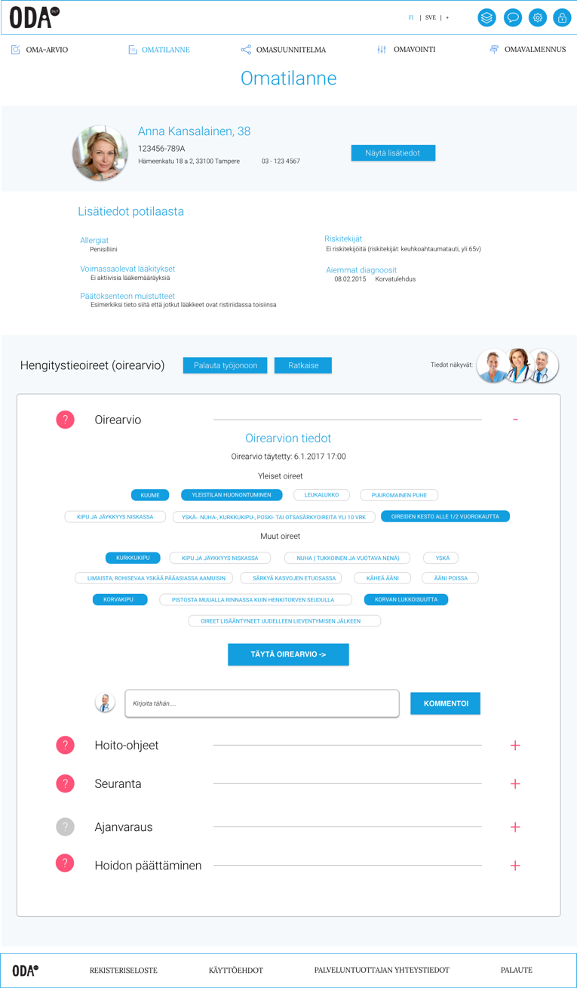 ODA 24/7
FI | SVE | +
OMA-ARVIO
OMATILANNE
OMASUUNNITELMA
OMAVOINTI
OMAVALMENNUS
Omatilanne
Anna Kansalainen, 38
123456-789A
Hämeenkatu 18 a 2, 33100 Tampere
03 - 123 4567
Näytä lisätiedot
Lisätiedot potilaasta
Allergiat
Penisilliini
Riskitekijät
Ei riskitekijöitä (riskitekijät: keuhkoahtaumatauti, yli 65v)
Voimassaolevat lääkitykset
Ei aktiivisia lääkemääräyksiä
Aiemmat diagnoosit
08.02.2015 Korvatulehdus
Päätöksenteon muistutteet
Esimerkiksi tieto siitä että jotkut lääkkeet ovat ristiriidassa toisiinsa
Hengitystieoireet (oirearvio)
Palauta työjonoon
Ratkaise
Tiedot näkyvät:
? Oirearvio -
Oirearvion tiedot
Oirearvio täytetty: 6.1.2017 17:00
Yleiset oireet
KUUME
YLEISTILAN HUONONTUMINEN
LEUKALUKKO
PUUROMAINEN PUHE
KIPU JA JÄYKKYYS NISKASSA
YSKÄ-. NUHA-, KURKKUKIPU-, POSKI- TAI OTSASÄRKYOIREITA YLI 10 VRK
OIREIDEN KESTO ALLE 1/2 VUOROKAUTTA
Muut oireet
KURKKUKIPU
KIPU JA JÄYKKYYS NISKASSA
NUHA ( TUKKOINEN JA VUOTAVA NENÄ)
YSKÄ
LIMAISTA, ROHISEVAA YSKÄÄ PÄÄASIASSA AAMUISIN
SÄRKYÄ KASVOJEN ETUOSASSA
KÄHEÄ ÄÄNI
ÄÄNI POISSA
KORVAKIPU
PISTOSTA MUUALLA RINNASSA KUIN HENKITORVEN SEUDULLA
KORVAN LUKKOISUUTTA
OIREET LISÄÄNTYNEET UUDELLEEN LIEVENTYMISEN JÄLKEEN
TÄYTÄ OIREARVIO ->
Kirjoita tähän....
KOMMENTOI
? Hoito-ohjeet +
? Seuranta +
? Ajanvaraus +
? Hoidon päättäminen +
ODA
REKISTERISELOSTE
KÄYTTÖEHDOT
PALVELUNTUOTTAJAN YHTEYSTIEDOT
PALAUTE